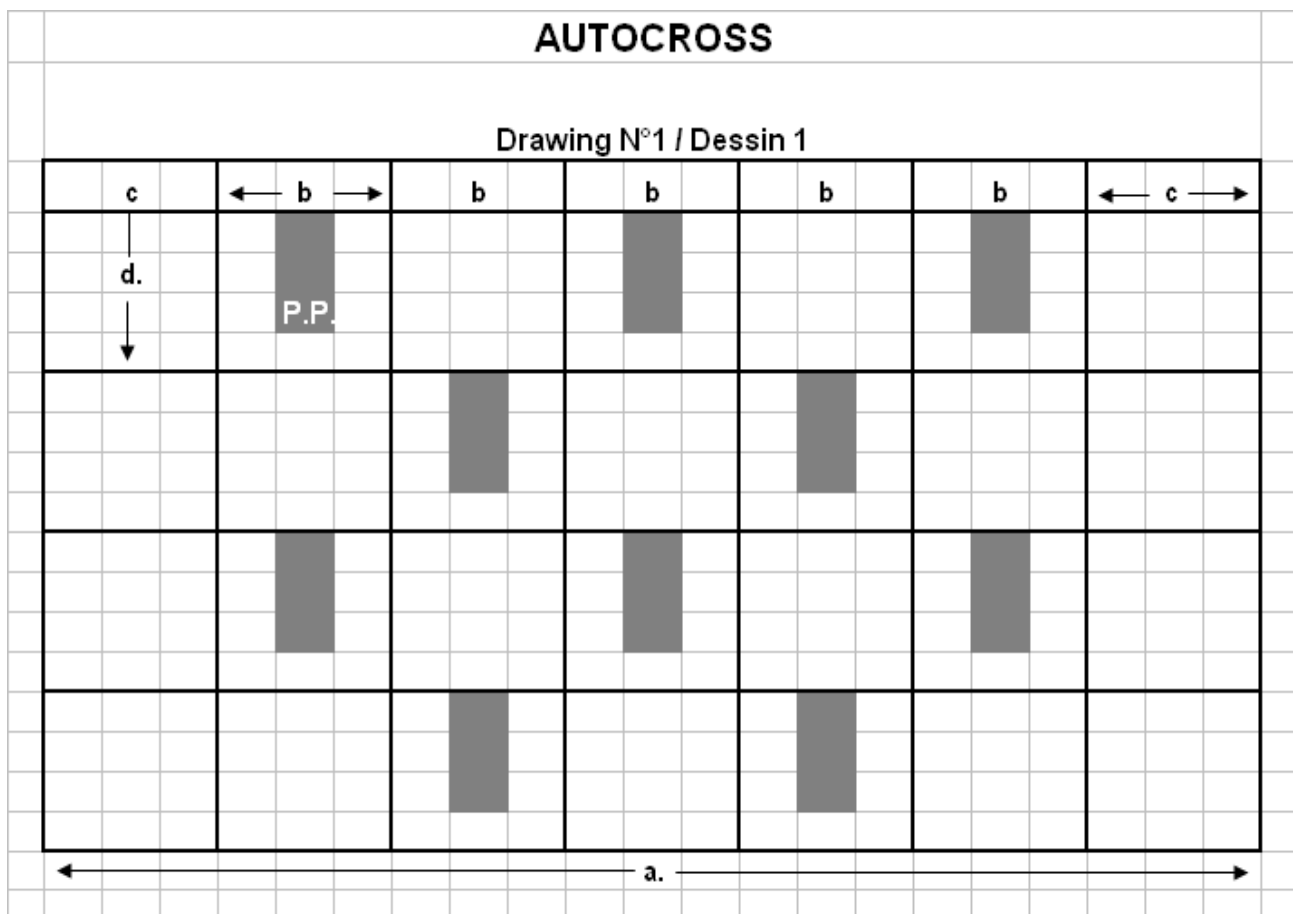 AUTOCROSS
Drawing N°1 / Dessin 1
c b b b b b c
d.
P.P.
a.